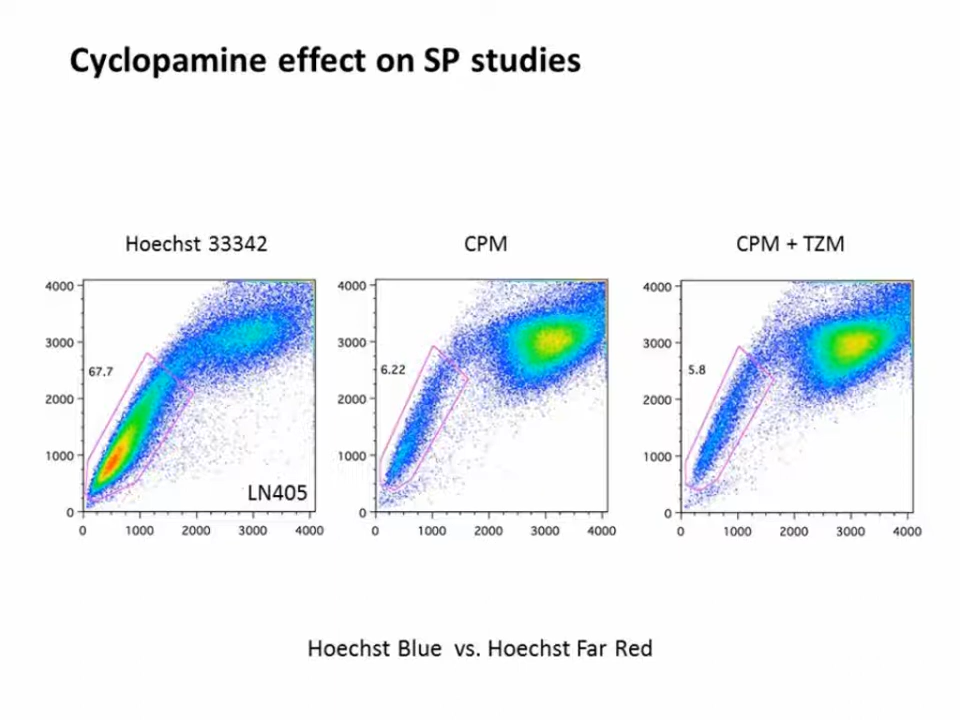 Cyclopamine effect on SP studies
Hoechst 33342
CPM
CPM + TZM
4000
3000
2000
1000
0
67.7
LN405
0 1000 2000 3000 4000
4000
3000
2000
1000
0
6.22
0 1000 2000 3000 4000
4000
3000
2000
1000
0
5.8
0 1000 2000 3000 4000
Hoechst Blue vs. Hoechst Far Red